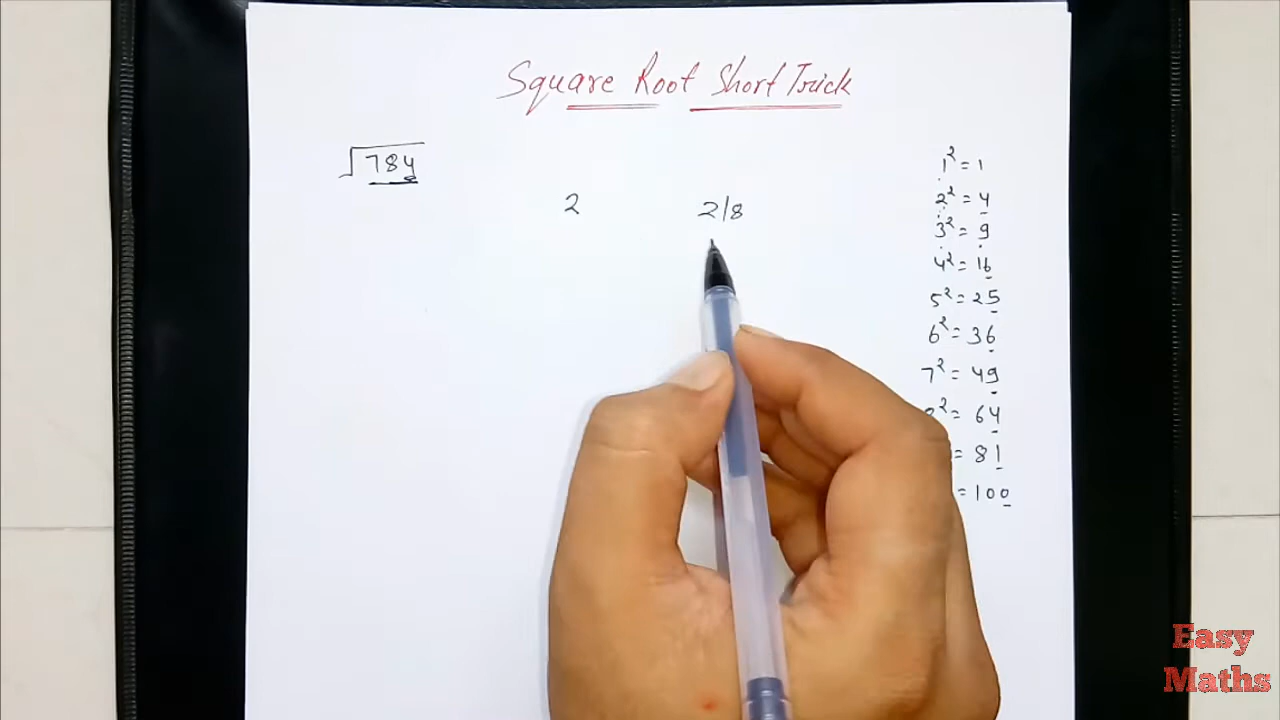 Square Root Short Trick
√784
2 2/8
1² = 1
2² = 4
3² = 9
4² = 16
5² = 25
6² = 36
7² = 49
² = 64
= 81
= 100
Easy
Maths